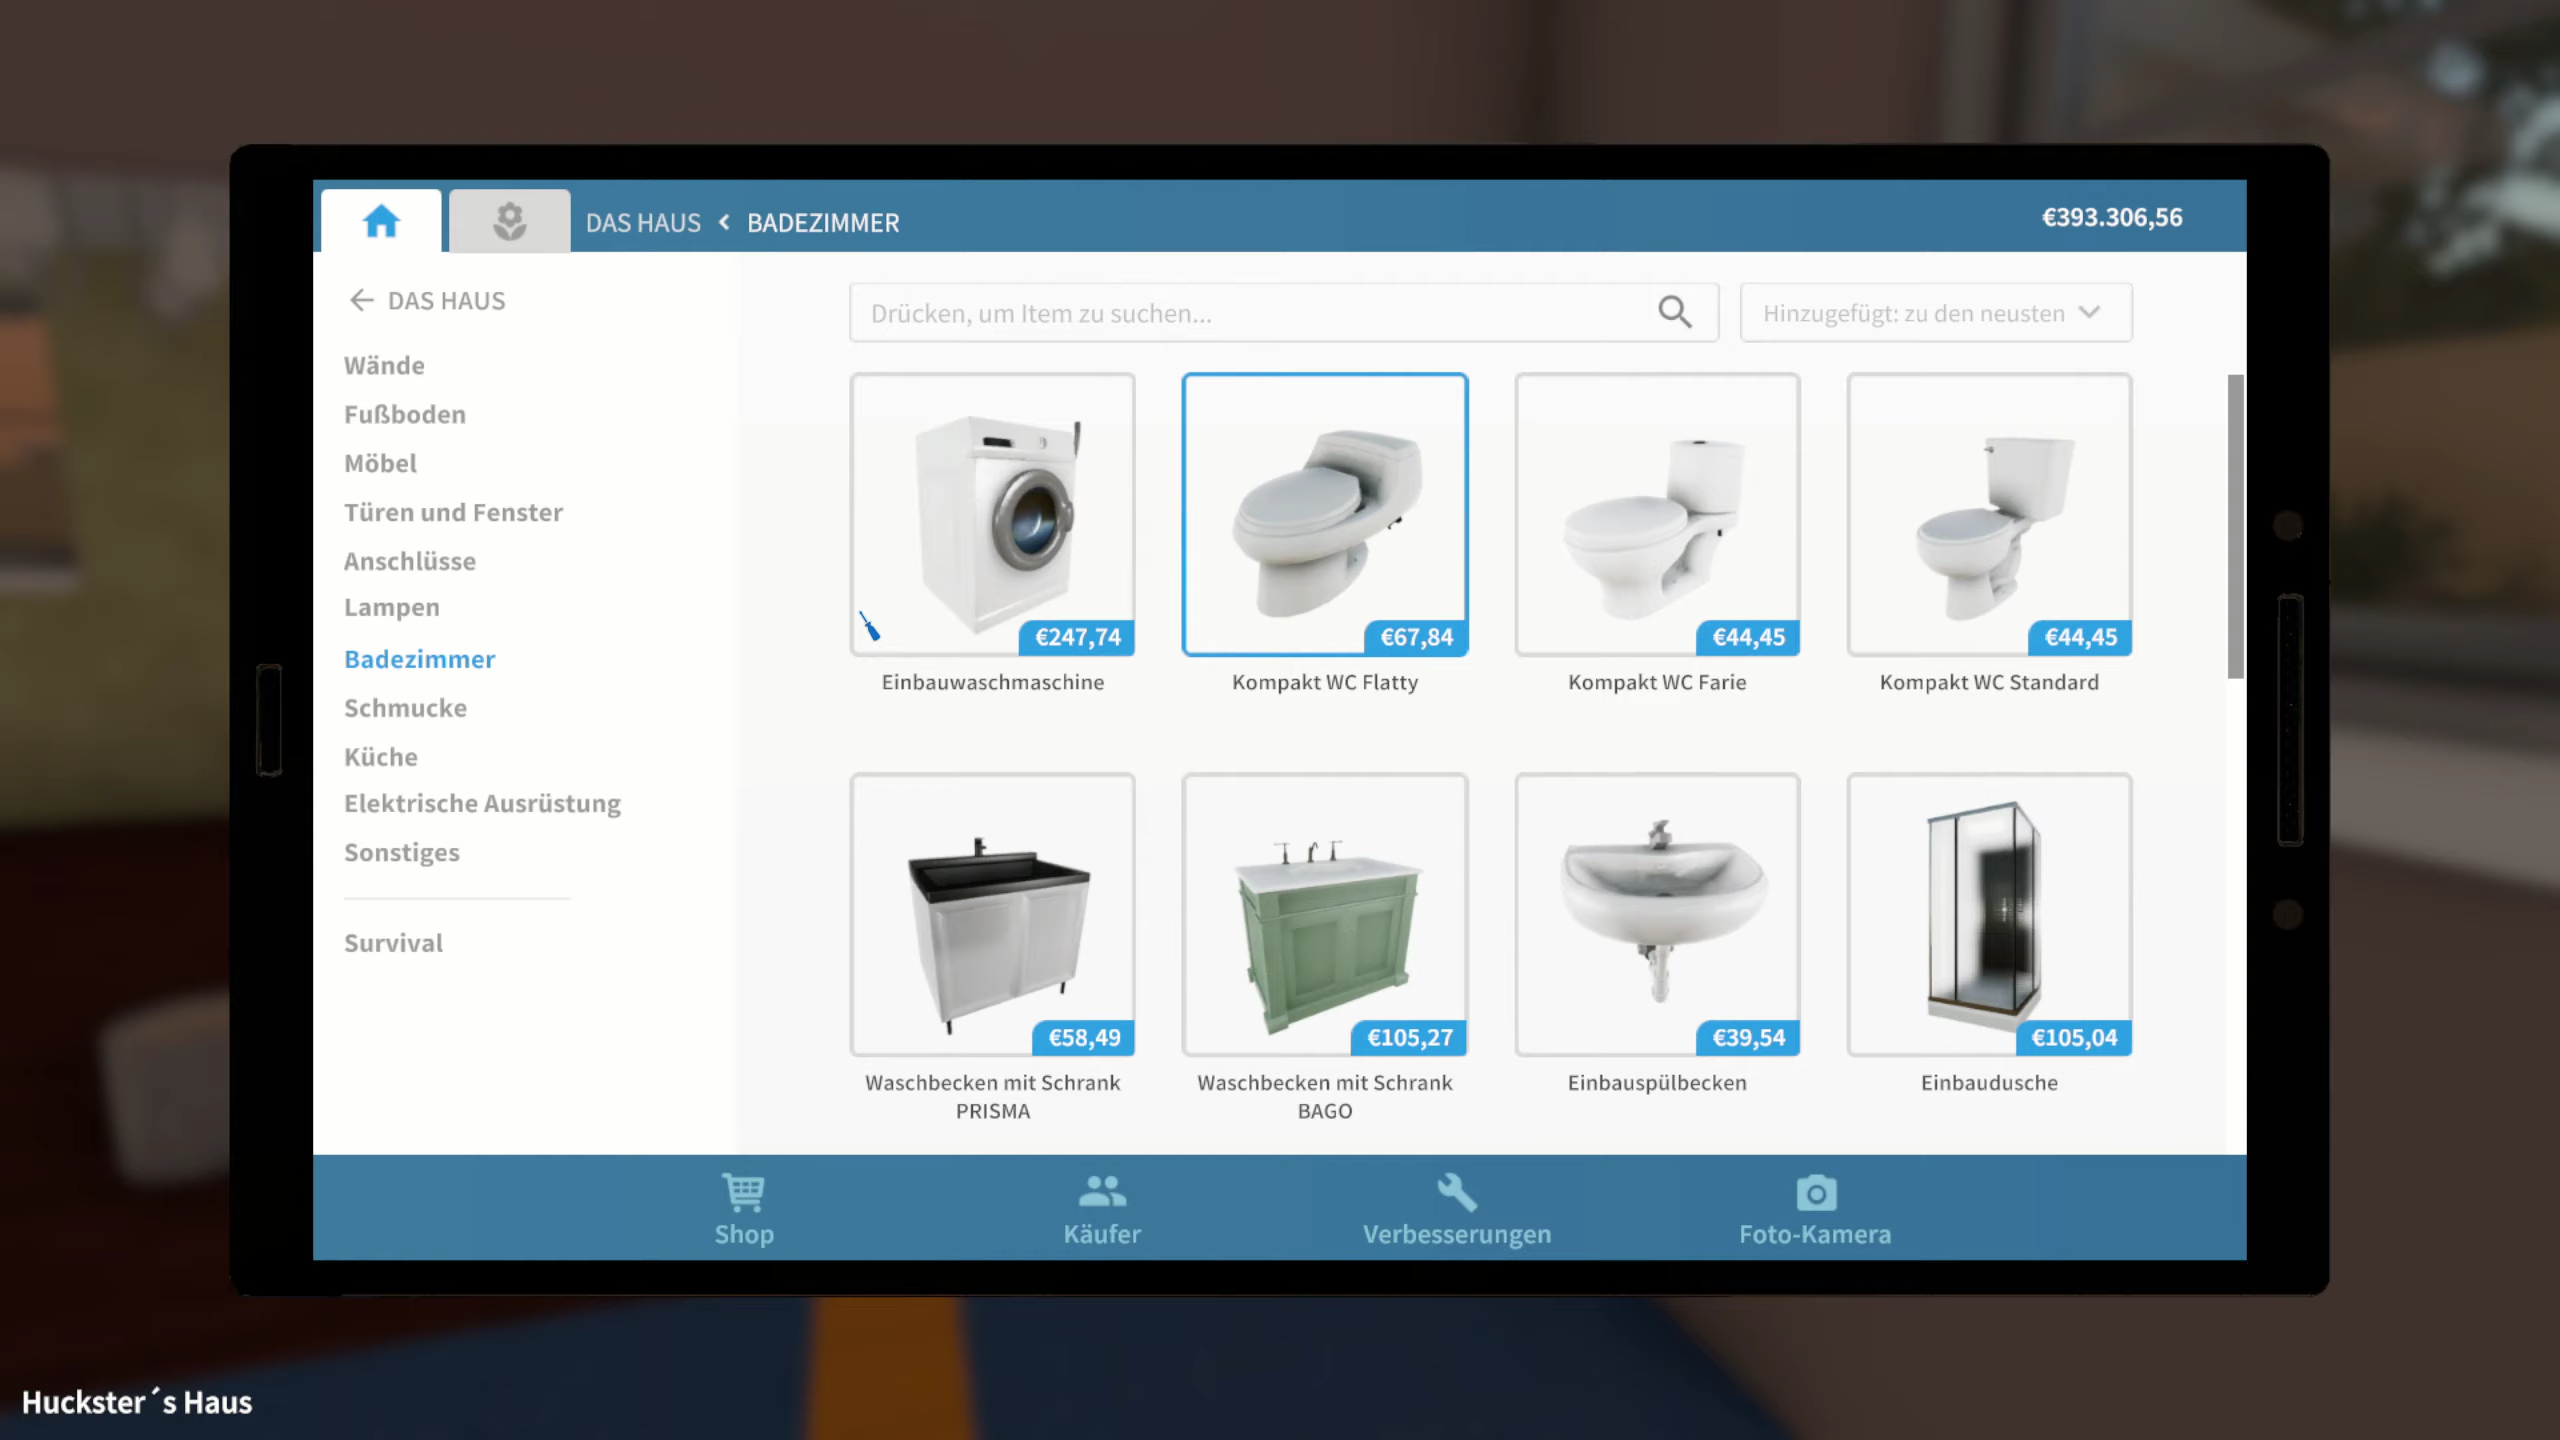 DAS HAUS < BADEZIMMER
€393.306,56
← DAS HAUS
Wände
Fußboden
Möbel
Türen und Fenster
Anschlüsse
Lampen
Badezimmer
Schmucke
Küche
Elektrische Ausrüstung
Sonstiges
Survival
Drücken, um Item zu suchen...
Hinzugefügt: zu den neusten
€247,74
Einbauwaschmaschine
€67,84
Kompakt WC Flatty
€44,45
Kompakt WC Farie
€44,45
Kompakt WC Standard
€58,49
Waschbecken mit Schrank
PRISMA
€105,27
Waschbecken mit Schrank
BAGO
€39,54
Einbauspülbecken
€105,04
Einbaudusche
Shop
Käufer
Verbesserungen
Foto-Kamera
Huckster´s Haus